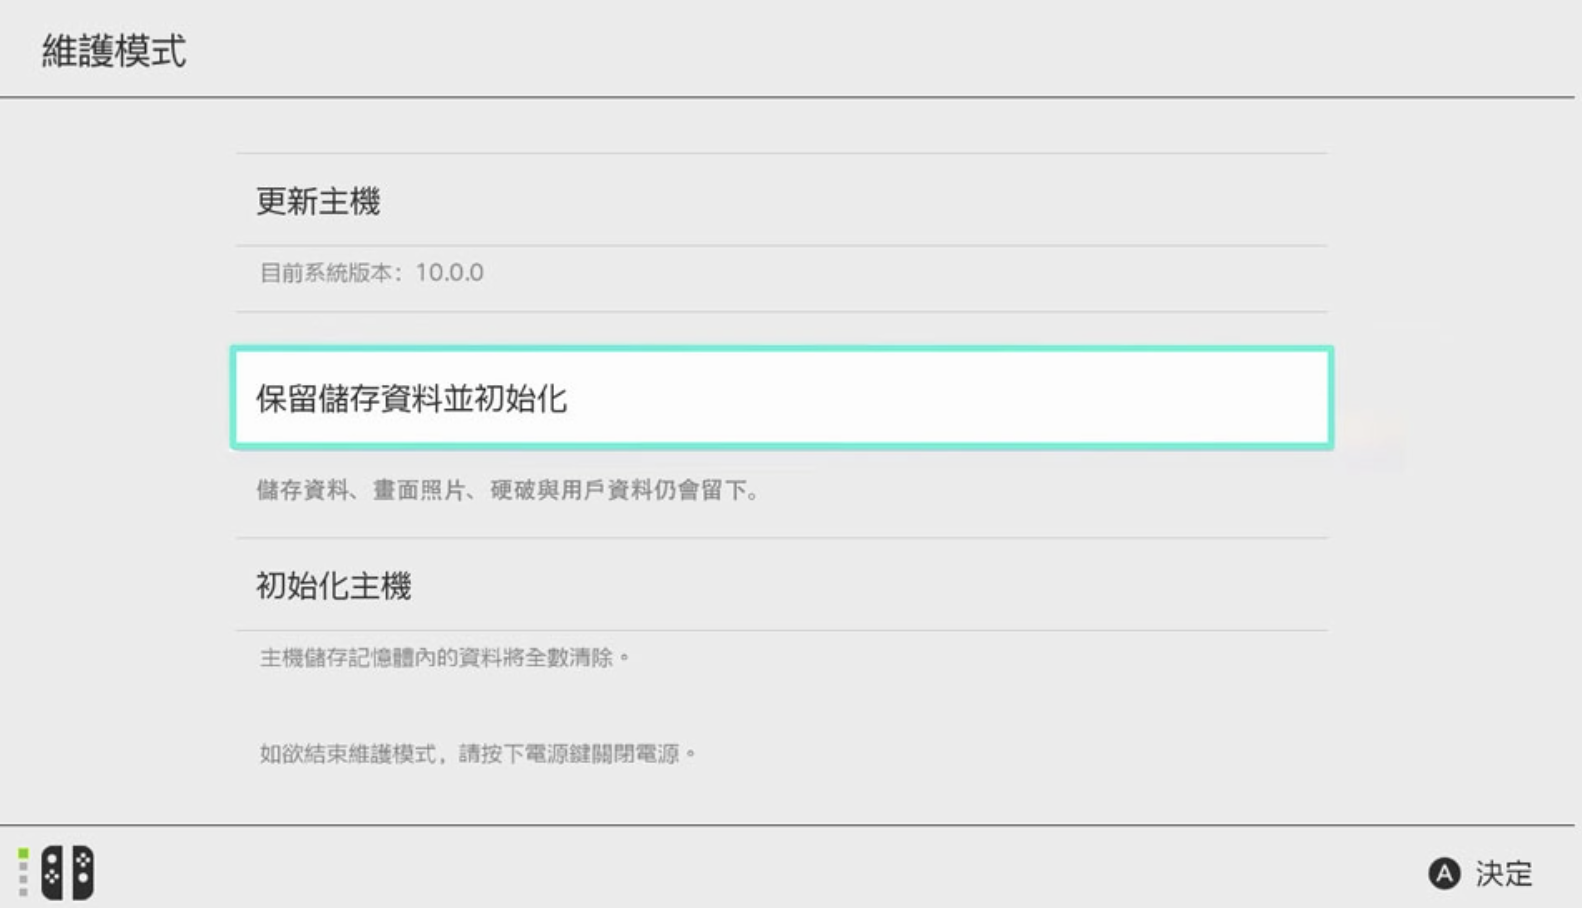 維護模式
更新主機
目前系統版本：10.0.0
保留儲存資料並初始化
儲存資料、畫面照片、硬破與用戶資料仍會留下。
初始化主機
主機儲存記憶體內的資料將全數清除。
如欲結束維護模式，請按下電源鍵關閉電源。
A 決定